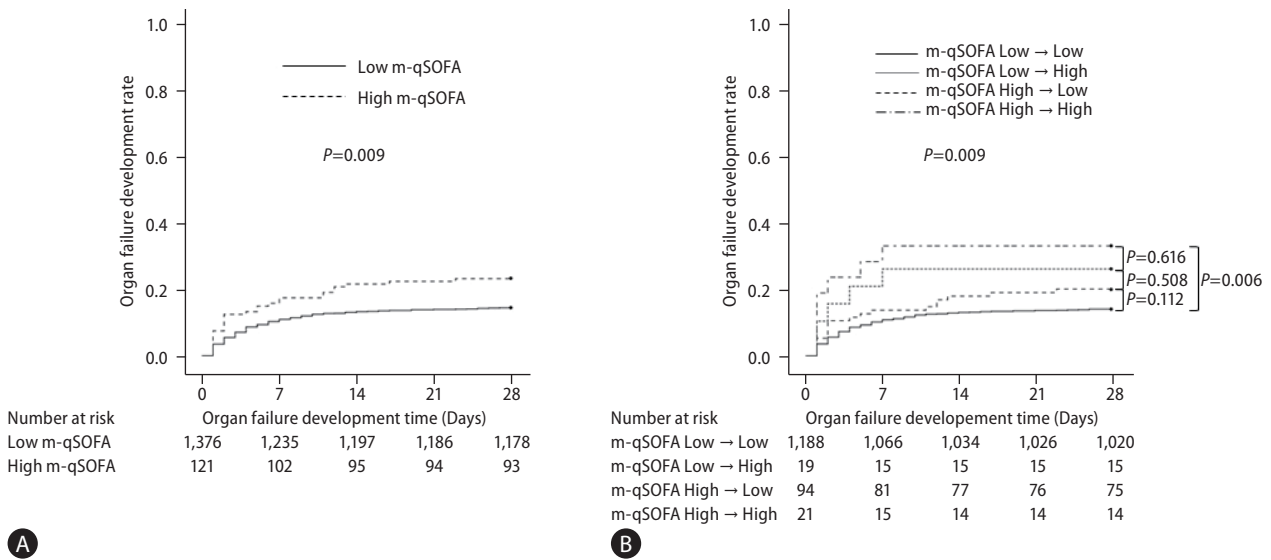 1.0
0.8
0.6
0.4
0.2
0.0
Organ failure development rate
Low m-qSOFA
High m-qSOFA
P=0.009
0 7 14 21 28
Number at risk Organ failure development time (Days)
Low m-qSOFA 1,376 1,235 1,197 1,186 1,178
High m-qSOFA 121 102 95 94 93
A
1.0
0.8
0.6
0.4
0.2
0.0
Organ failure development rate
m-qSOFA Low → Low
m-qSOFA Low → High
m-qSOFA High → Low
m-qSOFA High → High
P=0.009
P=0.616
P=0.508
P=0.112
P=0.006
0 7 14 21 28
Number at risk Organ failure developement time (Days)
m-qSOFA Low → Low 1,188 1,066 1,034 1,026 1,020
m-qSOFA Low → High 19 15 15 15 15
m-qSOFA High → Low 94 81 77 76 75
m-qSOFA High → High 21 15 14 14 14
B